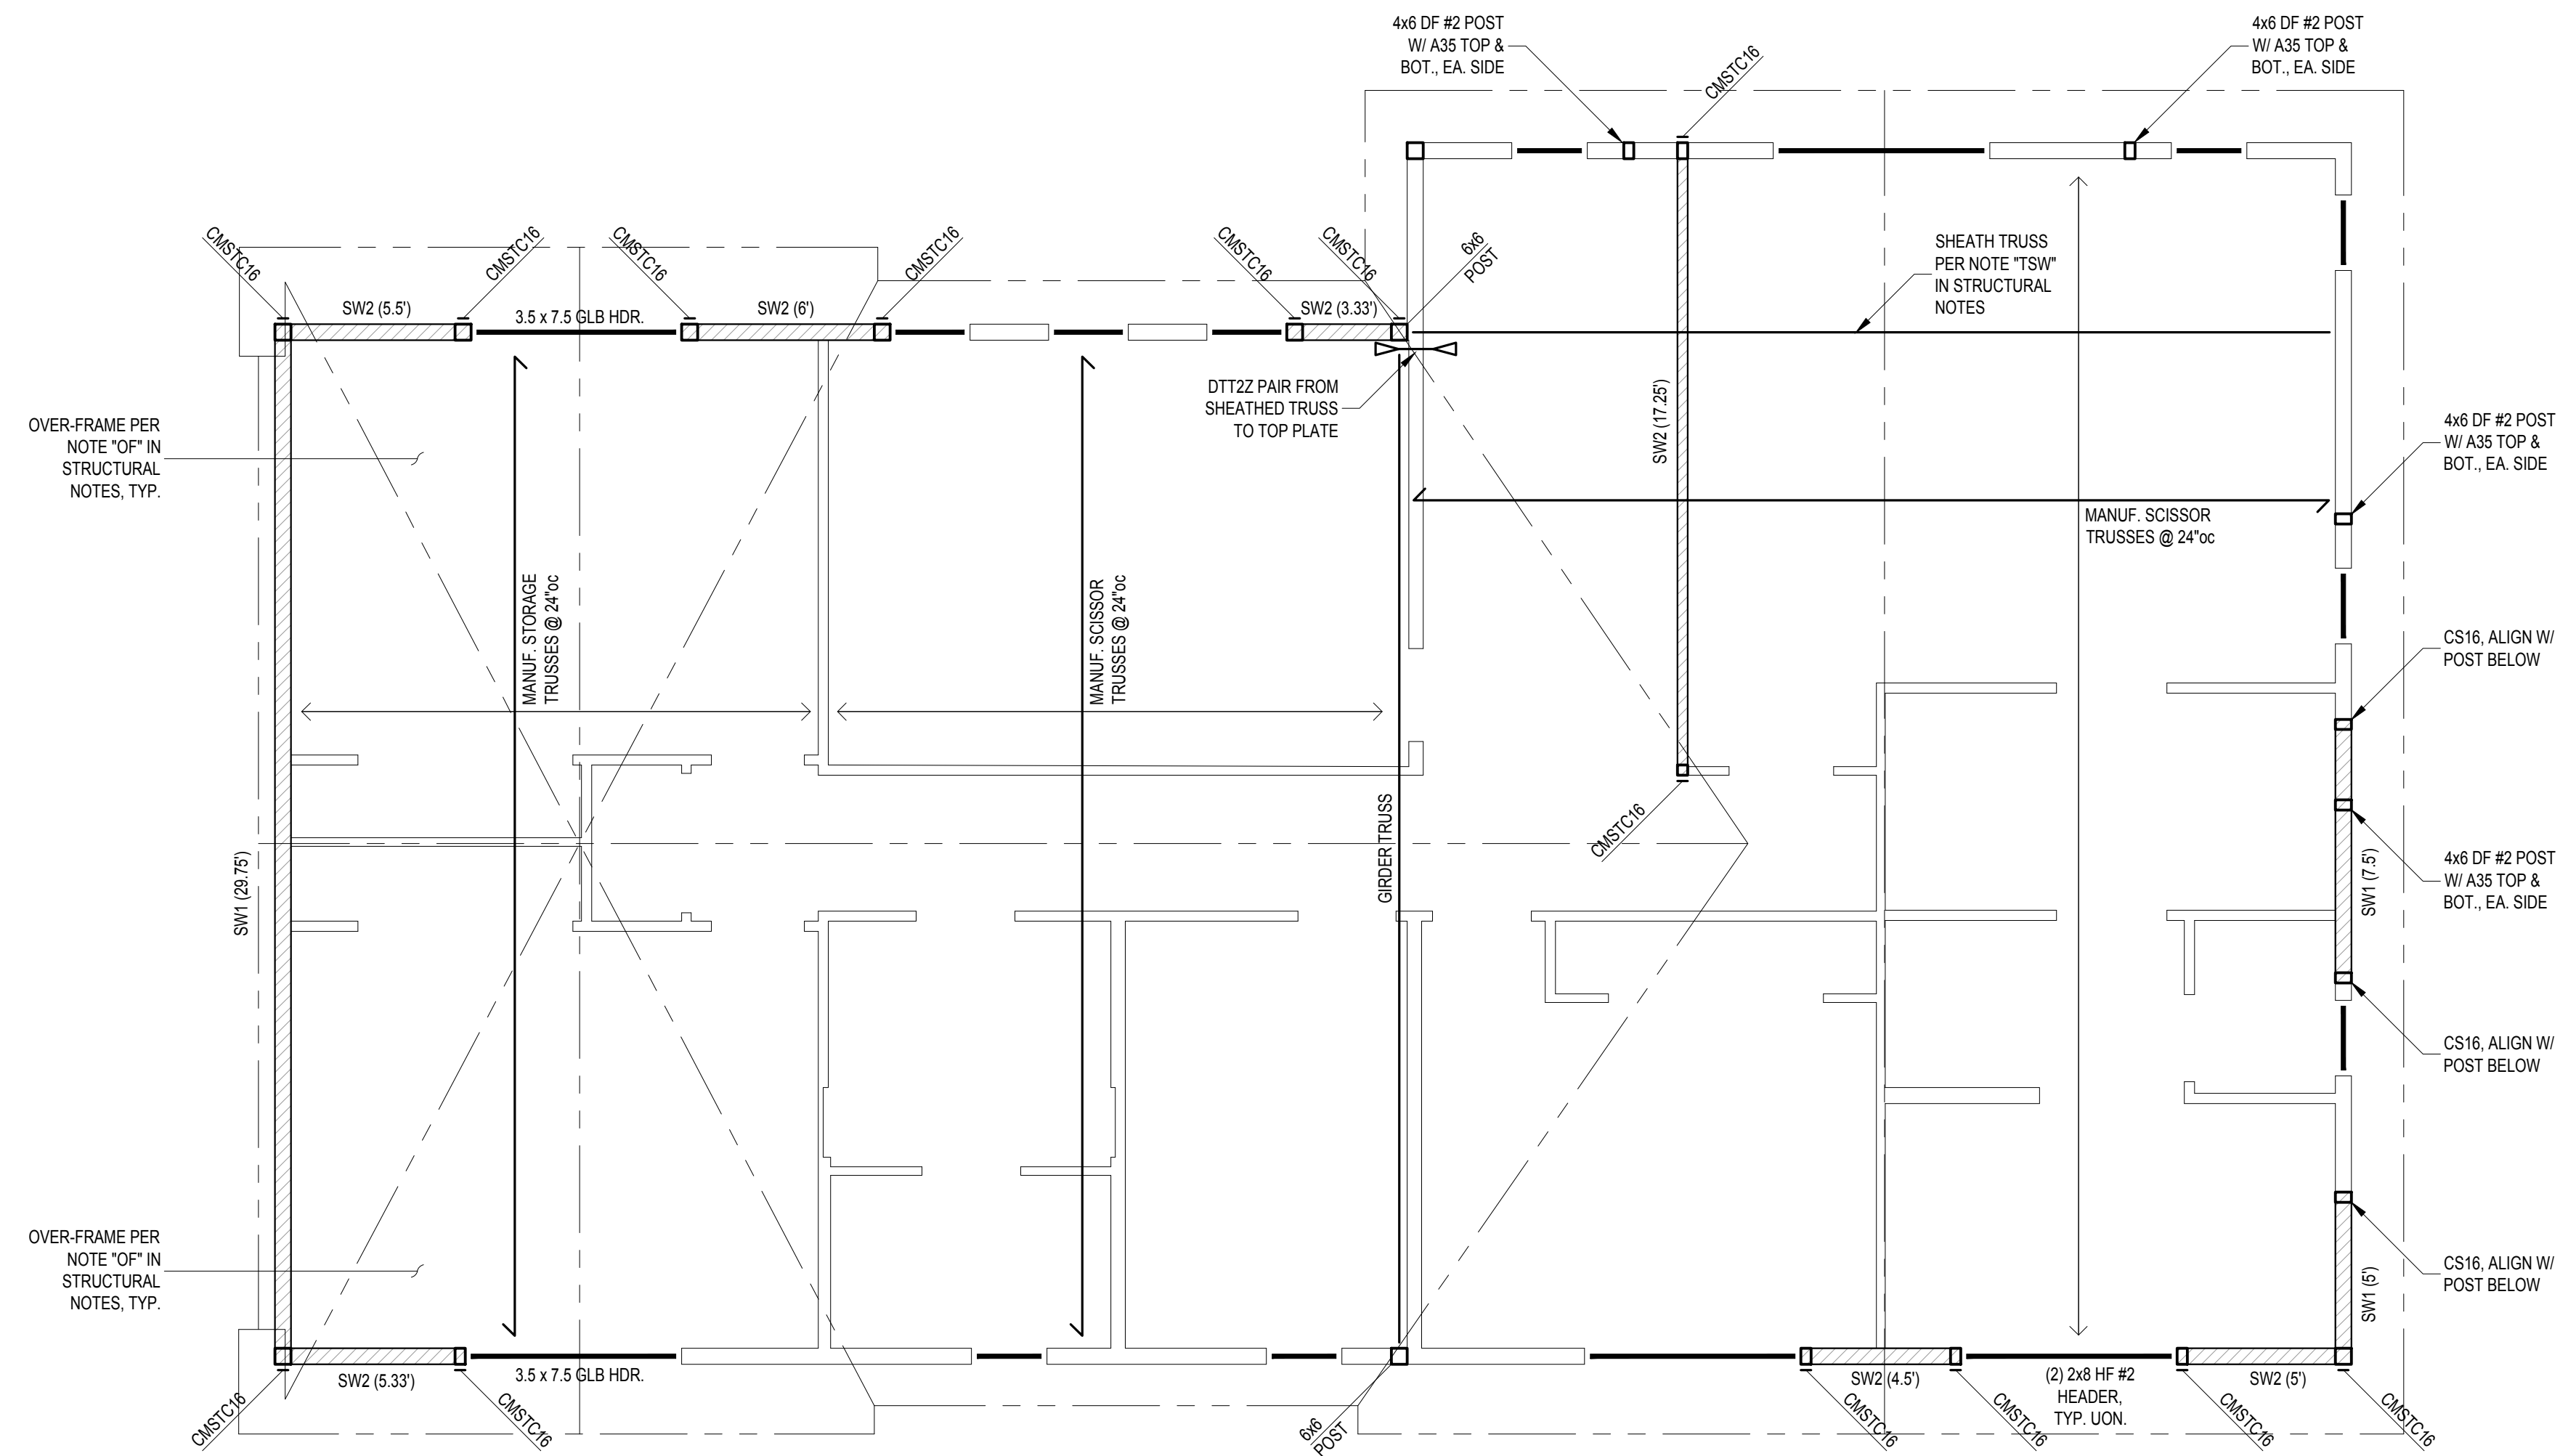 4x6 DF #2 POST
W/ A35 TOP &
BOT., EA. SIDE
CMSTC16
4x6 DF #2 POST
W/ A35 TOP &
BOT., EA. SIDE
CMSTC16
CMSTC16
CMSTC16
CMSTC16
CMSTC16
CMSTC16
6x6
POST
SHEATH TRUSS
PER NOTE "TSW"
IN STRUCTURAL
NOTES
SW2 (5.5')
3.5 x 7.5 GLB HDR.
SW2 (6')
SW2 (3.33')
DTT2Z PAIR FROM
SHEATHED TRUSS
TO TOP PLATE
SW2 (17.25')
OVER-FRAME PER
NOTE "OF" IN
STRUCTURAL
NOTES, TYP.
4x6 DF #2 POST
W/ A35 TOP &
BOT., EA. SIDE
MANUF. SCISSOR
TRUSSES @ 24"oc
MANUF. STORAGE
TRUSSES @ 24"oc
MANUF. SCISSOR
TRUSSES @ 24"oc
CS16, ALIGN W/
POST BELOW
GIRDER TRUSS
CMSTC16
SW1 (29.75')
SW1 (7.5')
4x6 DF #2 POST
W/ A35 TOP &
BOT., EA. SIDE
CS16, ALIGN W/
POST BELOW
OVER-FRAME PER
NOTE "OF" IN
STRUCTURAL
NOTES, TYP.
CS16, ALIGN W/
POST BELOW
SW1 (5')
SW2 (5.33')
3.5 x 7.5 GLB HDR.
SW2 (4.5')
(2) 2x8 HF #2
HEADER,
TYP. UON.
SW2 (5')
CMSTC16
CMSTC16
6x6
POST
CMSTC16
CMSTC16
CMSTC16
CMSTC16